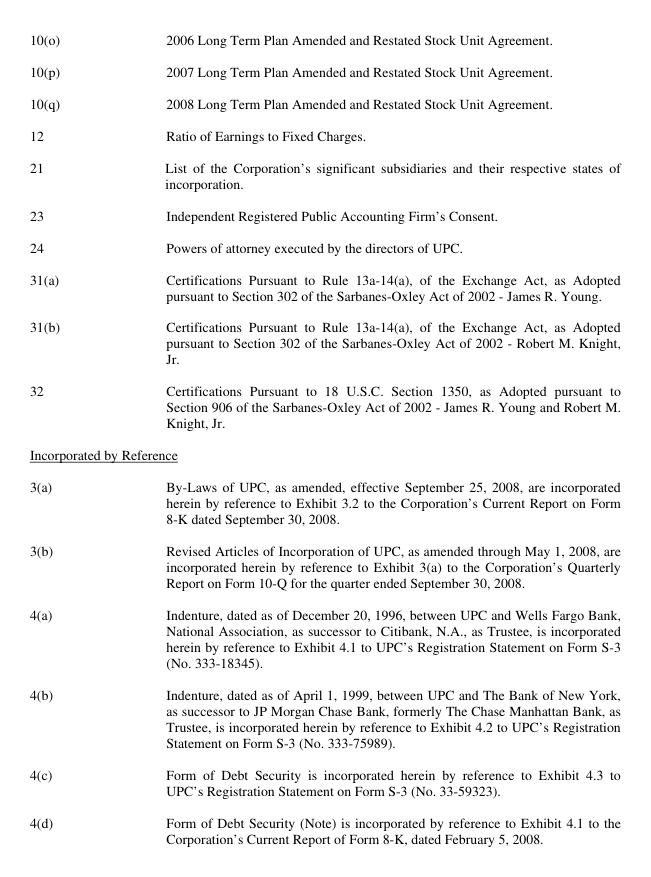 10(o) 2006 Long Term Plan Amended and Restated Stock Unit Agreement.
10(p) 2007 Long Term Plan Amended and Restated Stock Unit Agreement.
10(q) 2008 Long Term Plan Amended and Restated Stock Unit Agreement.
12 Ratio of Earnings to Fixed Charges.
21 List of the Corporation's significant subsidiaries and their respective states of
incorporation.
23 Independent Registered Public Accounting Firm's Consent.
24 Powers of attorney executed by the directors of UPC.
31(a) Certifications Pursuant to Rule 13a-14(a), of the Exchange Act, as Adopted
pursuant to Section 302 of the Sarbanes-Oxley Act of 2002 - James R. Young.
31(b) Certifications Pursuant to Rule 13a-14(a), of the Exchange Act, as Adopted
pursuant to Section 302 of the Sarbanes-Oxley Act of 2002 - Robert M. Knight,
Jr.
32 Certifications Pursuant to 18 U.S.C. Section 1350, as Adopted pursuant to
Section 906 of the Sarbanes-Oxley Act of 2002 - James R. Young and Robert M.
Knight, Jr.
Incorporated by Reference
3(a) By-Laws of UPC, as amended, effective September 25, 2008, are incorporated
herein by reference to Exhibit 3.2 to the Corporation's Current Report on Form
8-K dated September 30, 2008.
3(b) Revised Articles of Incorporation of UPC, as amended through May 1, 2008, are
incorporated herein by reference to Exhibit 3(a) to the Corporation's Quarterly
Report on Form 10-Q for the quarter ended September 30, 2008.
4(a) Indenture, dated as of December 20, 1996, between UPC and Wells Fargo Bank,
National Association, as successor to Citibank, N.A., as Trustee, is incorporated
herein by reference to Exhibit 4.1 to UPC's Registration Statement on Form S-3
(No. 333-18345).
4(b) Indenture, dated as of April 1, 1999, between UPC and The Bank of New York,
as successor to JP Morgan Chase Bank, formerly The Chase Manhattan Bank, as
Trustee, is incorporated herein by reference to Exhibit 4.2 to UPC's Registration
Statement on Form S-3 (No. 333-75989).
4(c) Form of Debt Security is incorporated herein by reference to Exhibit 4.3 to
UPC's Registration Statement on Form S-3 (No. 33-59323).
4(d) Form of Debt Security (Note) is incorporated by reference to Exhibit 4.1 to the
Corporation's Current Report of Form 8-K, dated February 5, 2008.